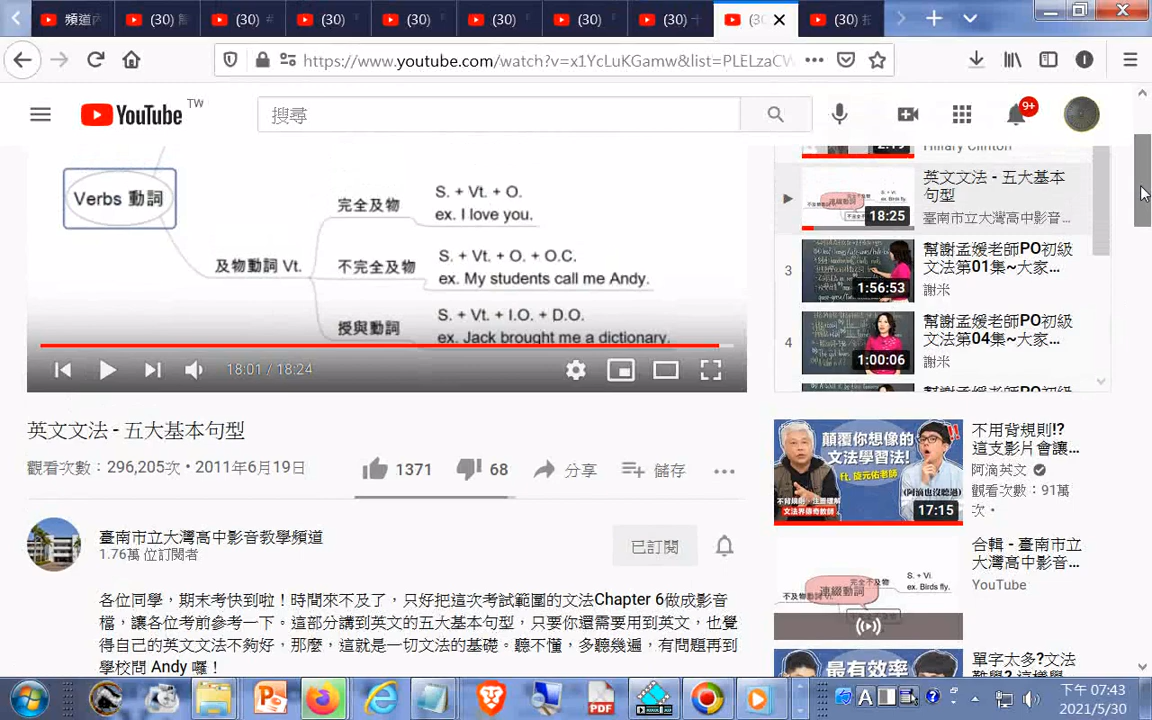 頻道
(30)
(30)
(30)
(30)
(30)
(30)
(30)
(30
(30)
https://www.youtube.com/watch?v=x1YcLuKGamw&list=PLELzaCW
YouTube TW
搜尋
9+
Verbs 動詞
及物動詞 Vt.
完全及物
S. + Vt. + O.
ex. I love you.
不完全及物
S. + Vt. + O. + O.C.
ex. My students call me Andy.
授與動詞
S. + Vt. + I.O. + D.O.
ex. Jack brought me a dictionary.
18:01 / 18:24
英文文法 - 五大基本句型
觀看次數：296,205次 • 2011年6月19日
1371
68
分享
儲存
臺南市立大灣高中影音教學頻道
1.76萬 位訂閱者
已訂閱
各位同學，期末考快到啦！時間來不及了，只好把這次考試範圍的文法Chapter 6做成影音
檔，讓各位考前參考一下。這部分講到英文的五大基本句型，只要你還需要用到英文，也覺
得自己的英文文法不夠好，那麼，這就是一切文法的基礎。聽不懂，多聽幾遍，有問題再到
學校問 Andy 囉！
Hillary Clinton
英文文法 - 五大基本
句型
臺南市立大灣高中影音...
18:25
3
幫謝孟媛老師PO初級
文法第01集~大家...
謝米
1:56:53
4
幫謝孟媛老師PO初級
文法第04集~大家...
謝米
1:00:06
顛覆你想像的
文法學習法!
ft. 旋元佑老師
(阿滴也沒聽過)
17:15
不用背規則!?
這支影片會讓...
阿滴英文
觀看次數：91萬
次 •
連綴動詞
完全不及物
S. + Vi.
ex. Birds fly.
合輯 - 臺南市立
大灣高中影音...
YouTube
最有效率
單字太多?文法
下午 07:43
2021/5/30